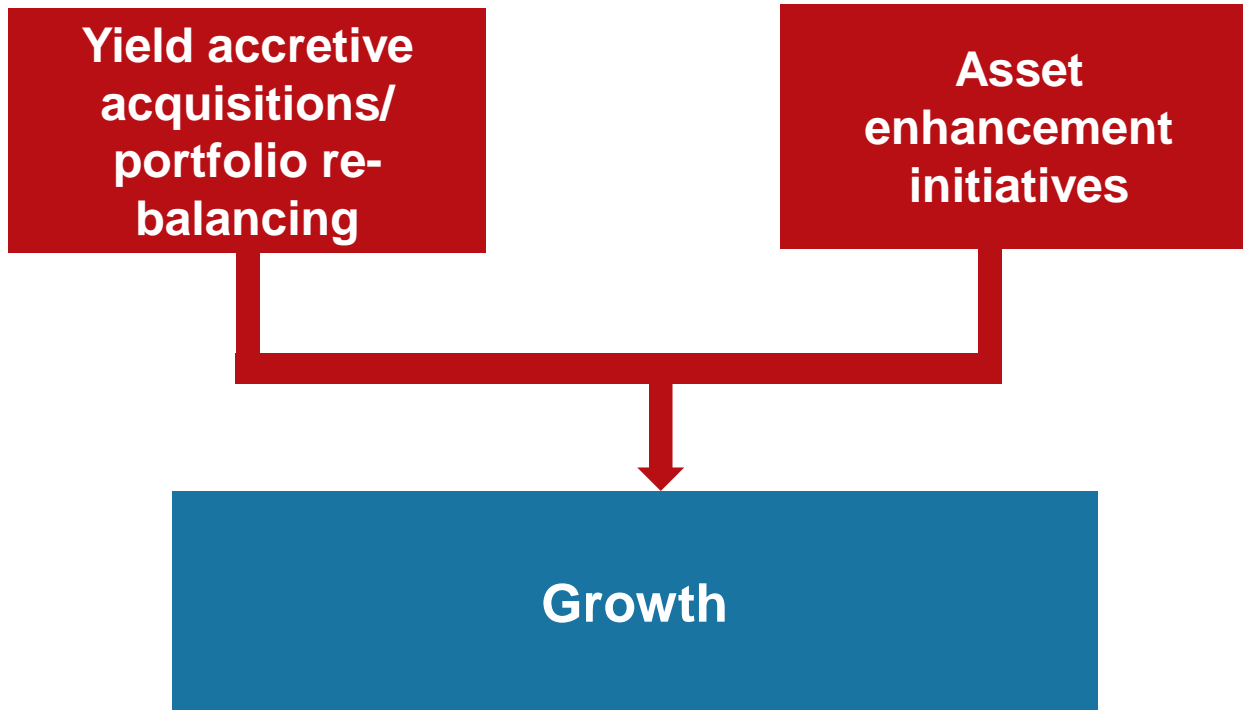 Yield accretive
acquisitions/
portfolio re-
balancing
Asset
enhancement
initiatives
Growth